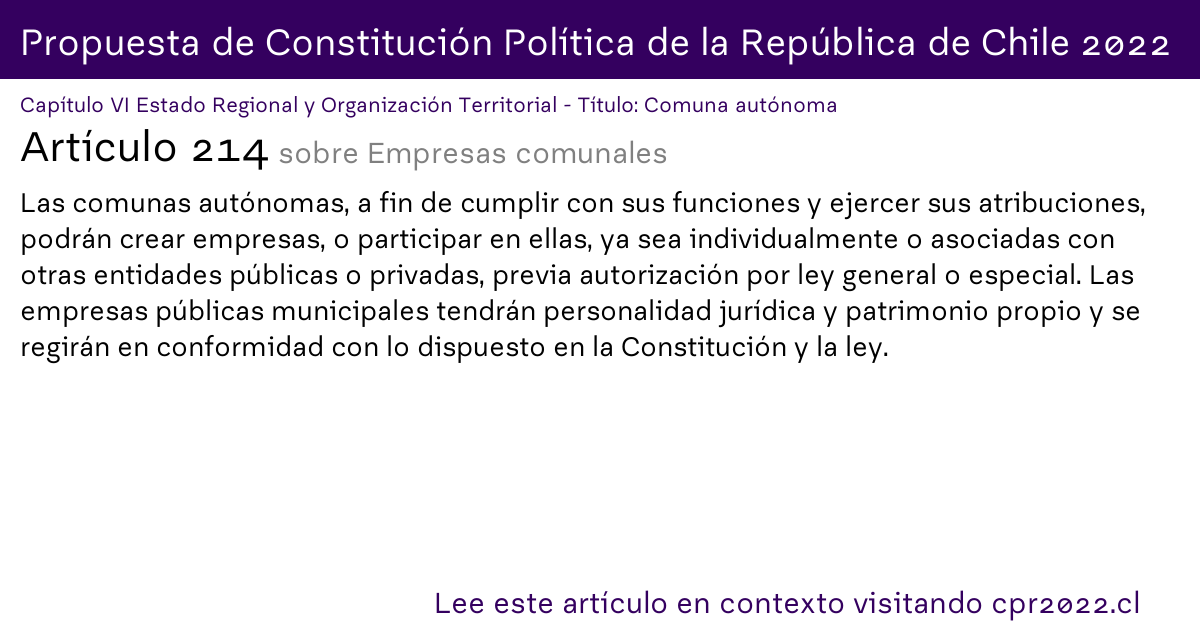 Propuesta de Constitución Política de la República de Chile 2022
Capítulo VI Estado Regional y Organización Territorial - Título: Comuna autónoma
Artículo 214 sobre Empresas comunales
Las comunas autónomas, a fin de cumplir con sus funciones y ejercer sus atribuciones,
podrán crear empresas, o participar en ellas, ya sea individualmente o asociadas con
otras entidades públicas o privadas, previa autorización por ley general o especial. Las
empresas públicas municipales tendrán personalidad jurídica y patrimonio propio y se
regirán en conformidad con lo dispuesto en la Constitución y la ley.
Lee este artículo en contexto visitando cpr2022.cl